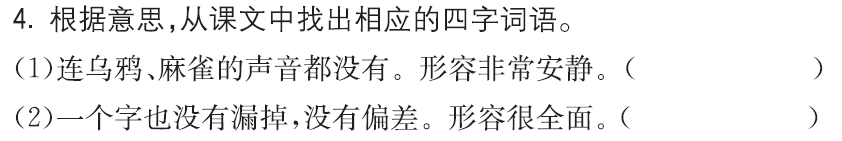 4. 根据意思,从课文中找出相应的四字词语。
(1)连乌鸦、麻雀的声音都没有。形容非常安静。(　　　　)
(2)一个字也没有漏掉,没有偏差。形容很全面。(　　　　)